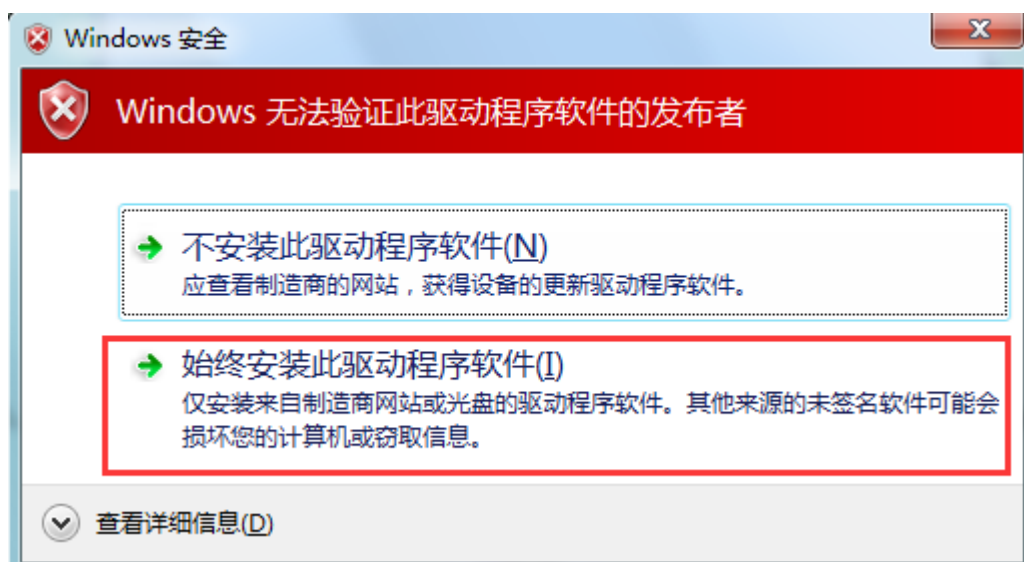 Windows 安全
Windows 无法验证此驱动程序软件的发布者
不安装此驱动程序软件(N)
应查看制造商的网站，获得设备的更新驱动程序软件。
始终安装此驱动程序软件(I)
仅安装来自制造商网站或光盘的驱动程序软件。其他来源的未签名软件可能会
损坏您的计算机或窃取信息。
查看详细信息(D)